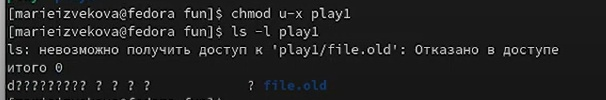 [marieizvekova@fedora fun]$ chmod u-x play1
[marieizvekova@fedora fun]$ ls -l play1
ls: невозможно получить доступ к 'play1/file.old': Отказано в доступе
итого 0
d????????? ? ? ? ?            ? file.old